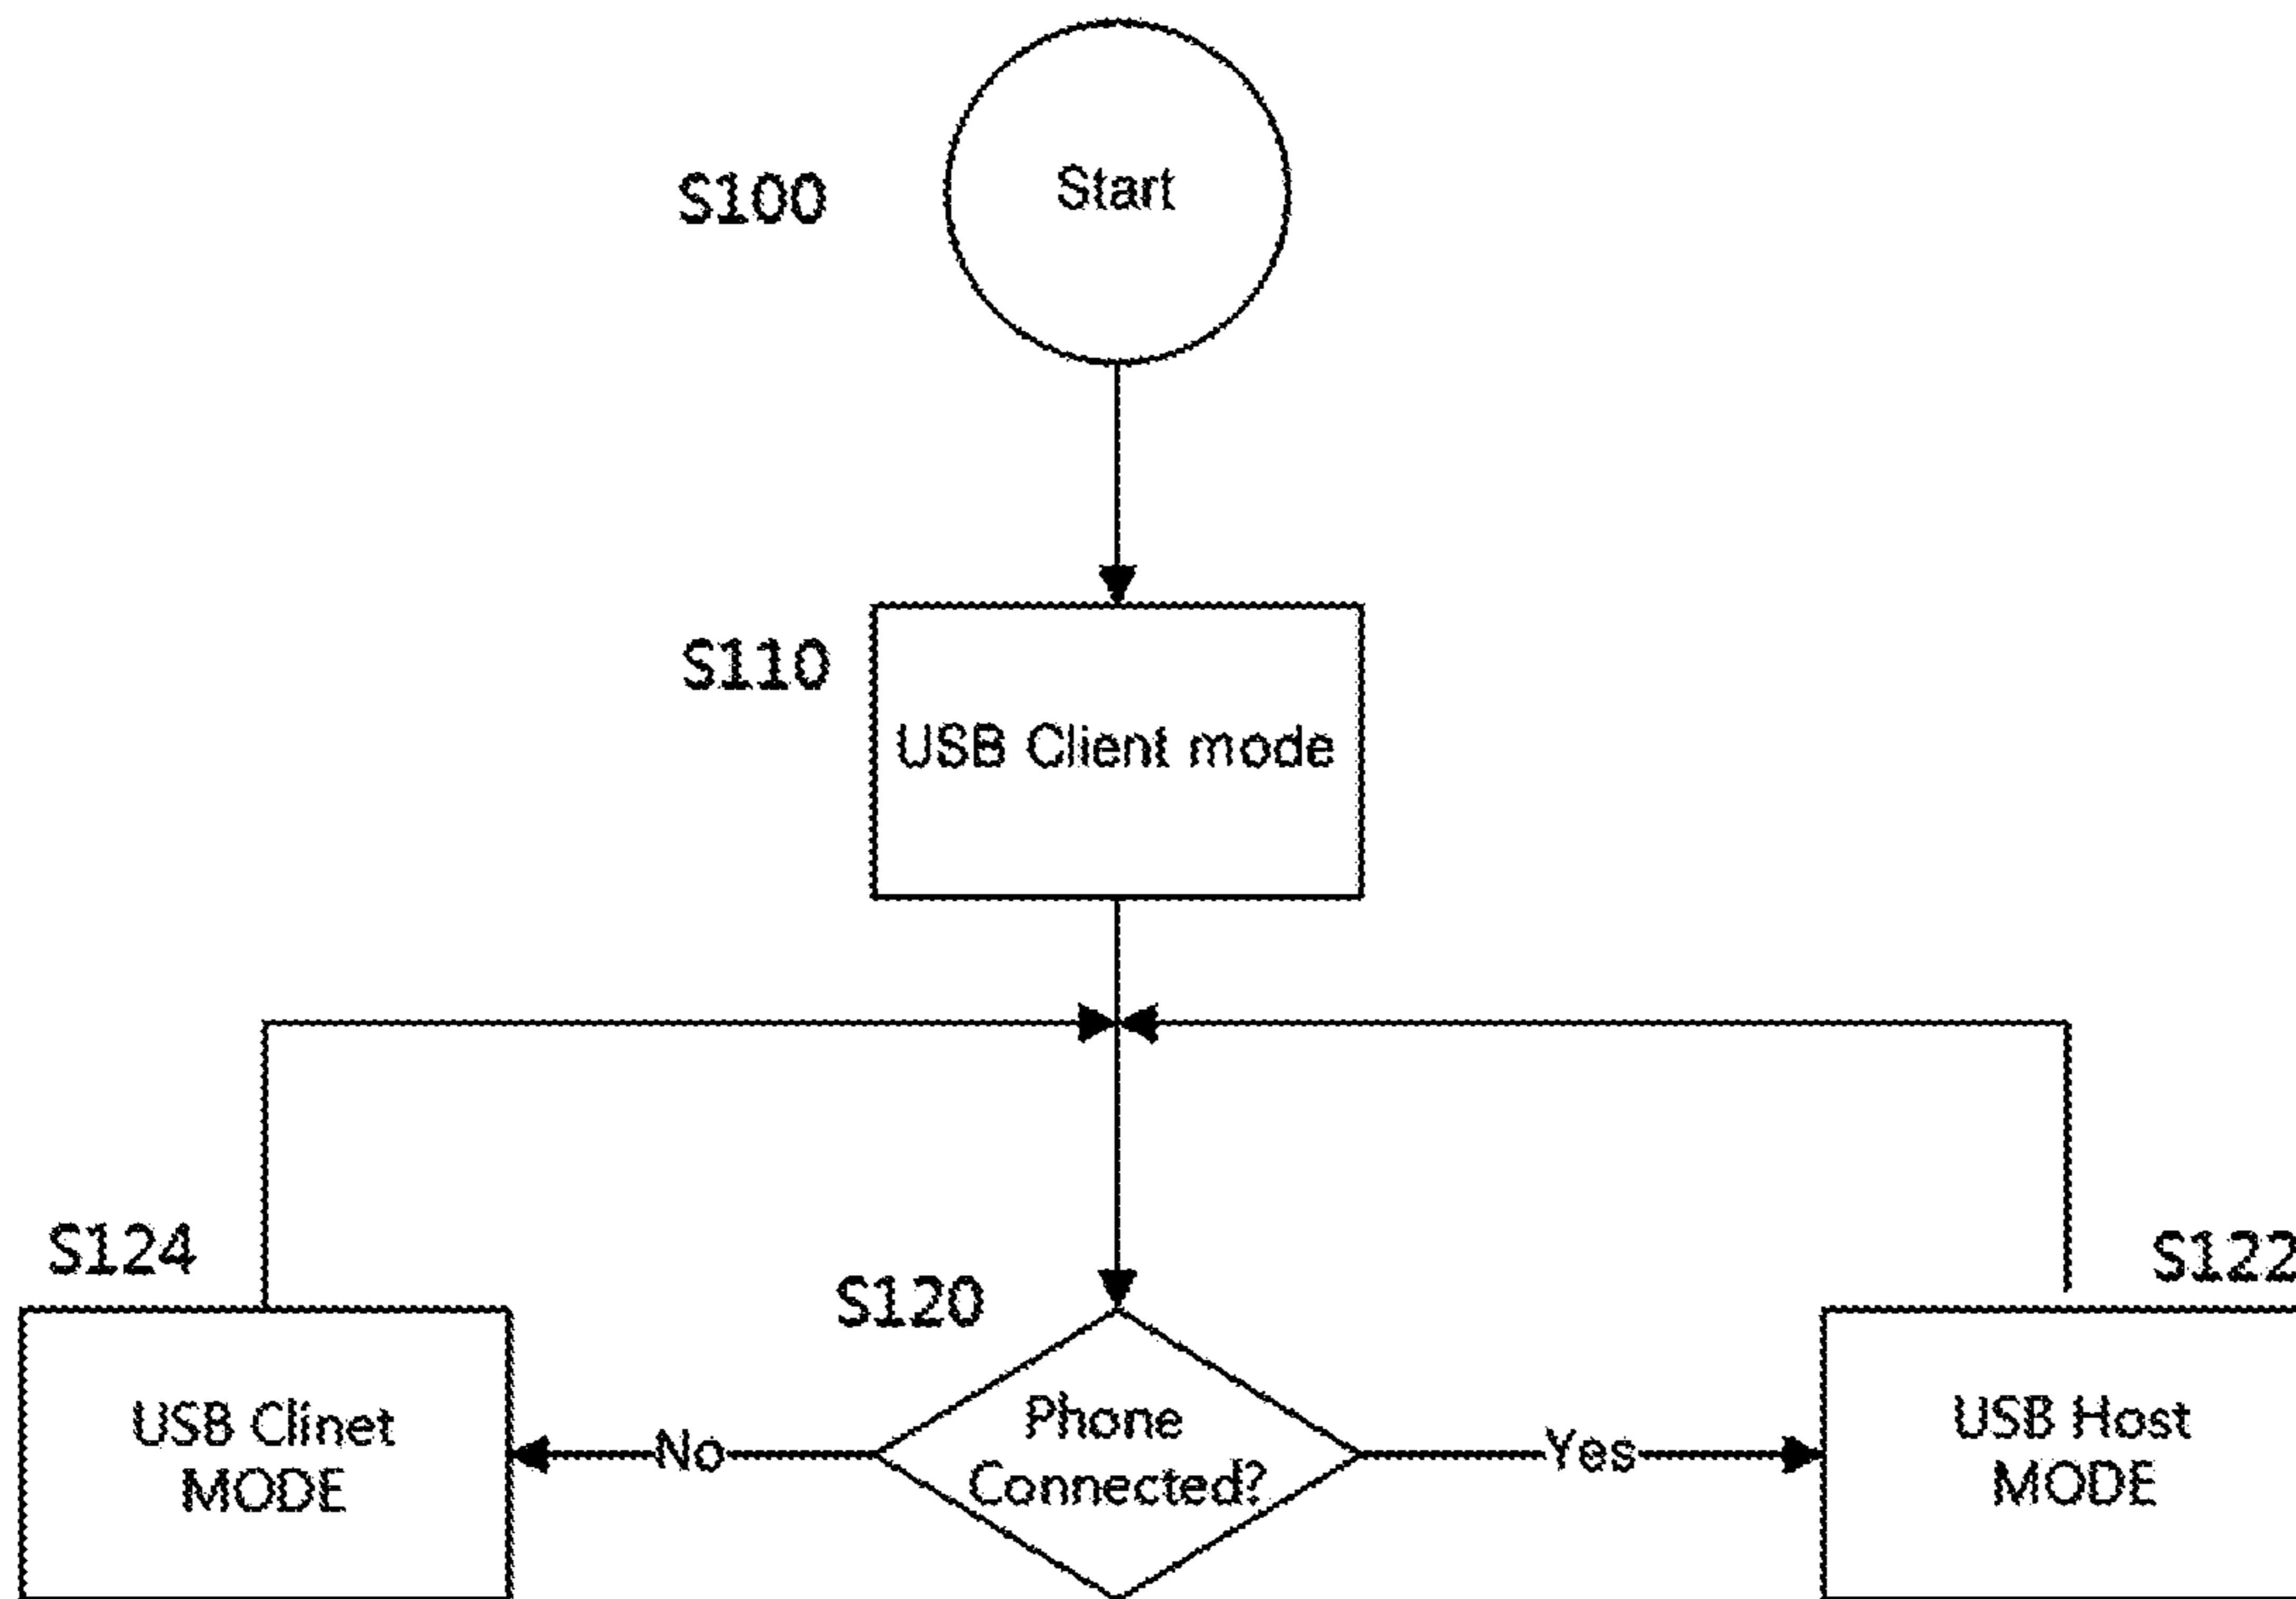 S100
Start
S110
USB Client mode
S124
S120
S122
USB Clinet
MODE
No
Phone
Connected?
Yes
USB Host
MODE